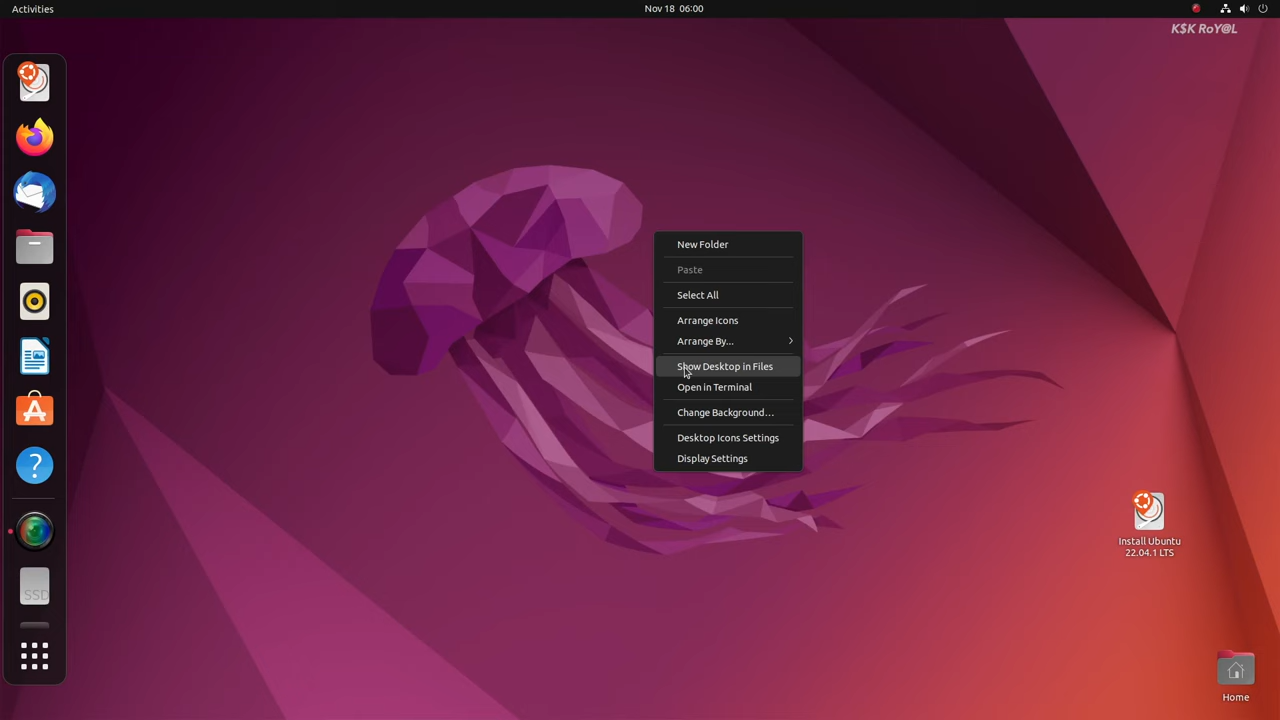 Activities
Nov 18 06:00
K$K RoY@L
New Folder
Paste
Select All
Arrange Icons
Arrange By...
Show Desktop in Files
Open in Terminal
Change Background...
Desktop Icons Settings
Display Settings
SSD
Install Ubuntu
22.04.1 LTS
Home